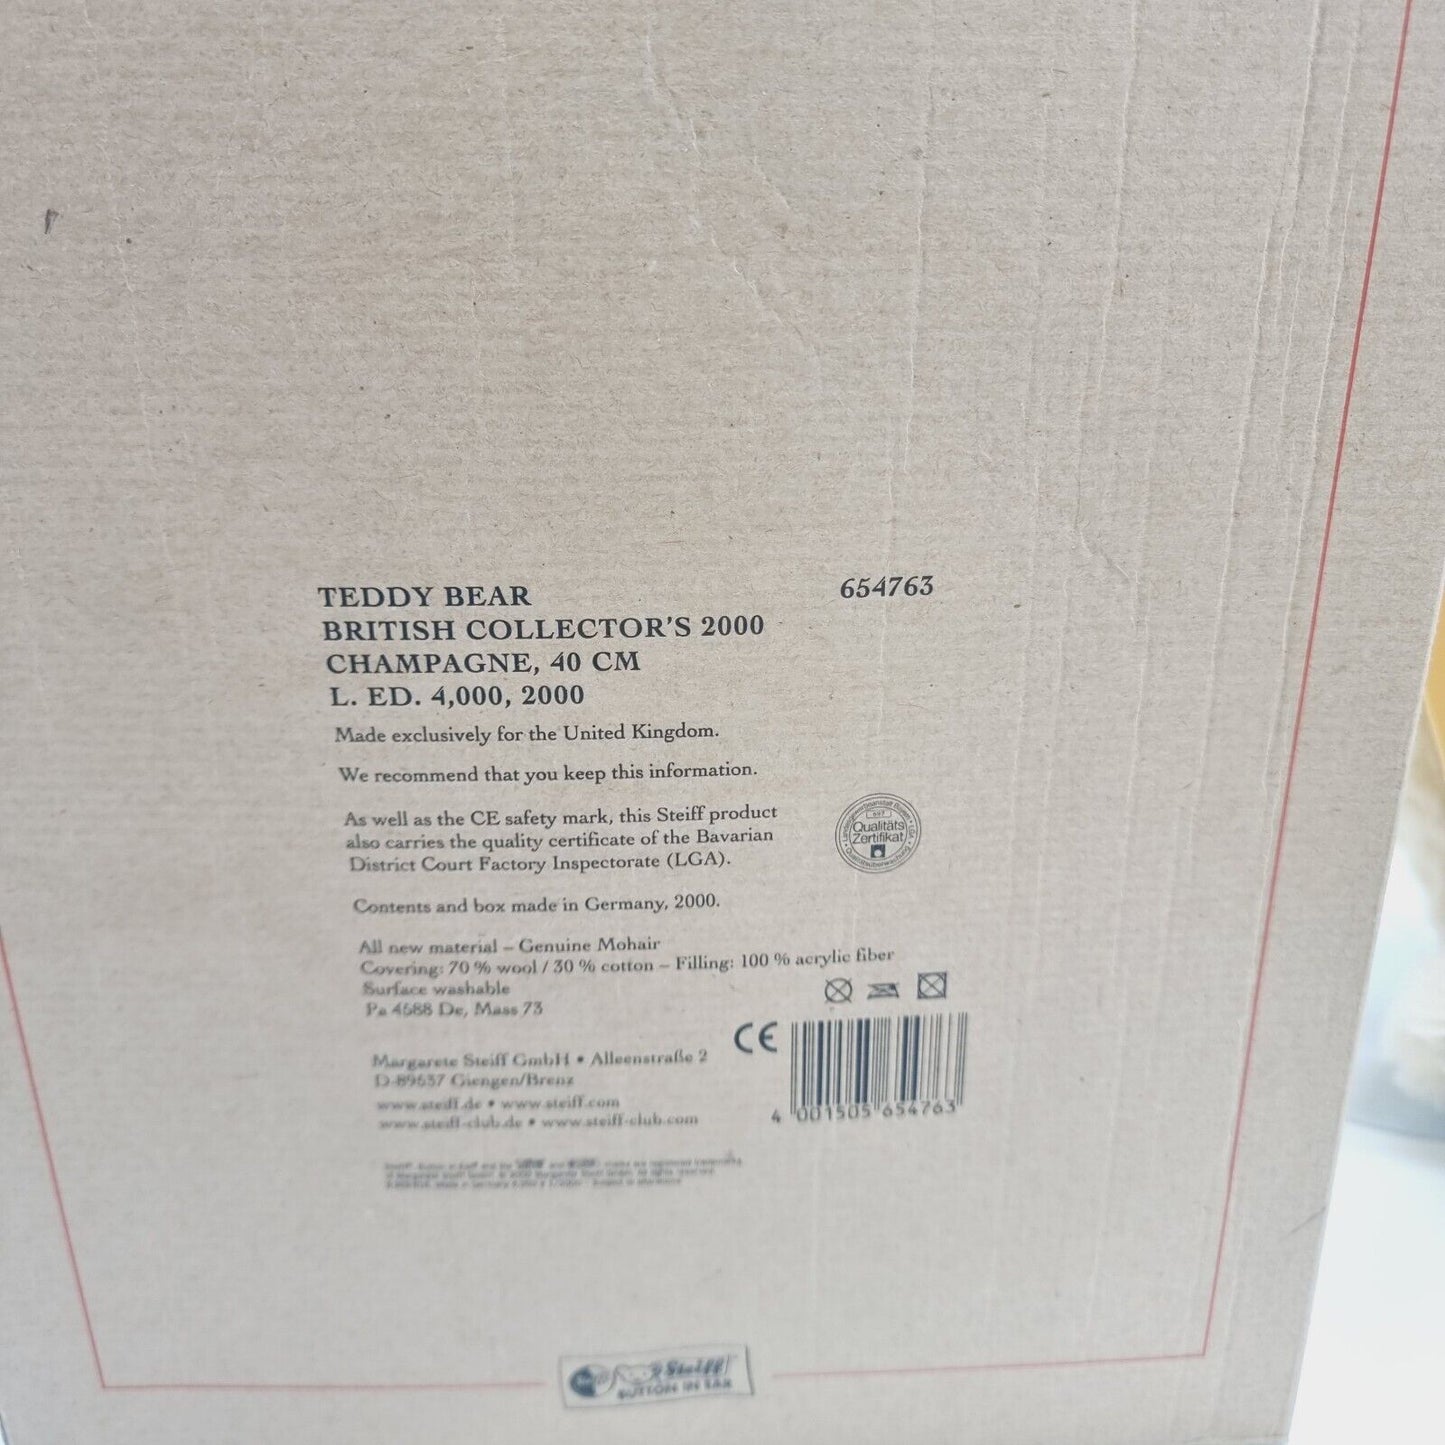 TEDDY BEAR
654763
BRITISH COLLECTOR'S 2000
CHAMPAGNE, 40 CM
L. ED. 4,000, 2000
Made exclusively for the United Kingdom.
We recommend that you keep this information.
As well as the CE safety mark, this Steiff product
also carries the quality certificate of the Bavarian
District Court Factory Inspectorate (LGA).
Qualitäts
Zertifikat
Contents and box made in Germany, 2000.
All new material – Genuine Mohair
Covering: 70 % wool / 30 % cotton – Filling: 100 % acrylic fiber
Surface washable
Pa 4588 De, Mass 73
CE
Margarete Steiff GmbH • Alleenstraße 2
D-89537 Giengen/Brenz
www.steiff.de • www.steiff.com
www.steiff-club.de • www.steiff-club.com
4 001505 654763
Steiff
BUTTON IN EAR